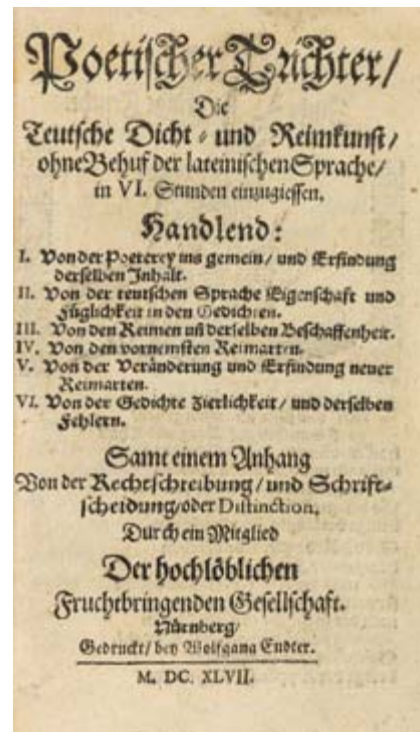 Poetischer Trichter/
Die
Teutsche Dicht- und Reimkunst/
ohne Behuf der lateinischen Sprache/
in VI. Stunden einzugiessen.
Handlend:
I. Von der Poeterey ins gemein/ und Erfindung
derselben Inhalt.
II. Von der teutschen Sprache Eigenschaft und
Füglichkeit in den Gedichten.
III. Von den Reimen uñ derselben Beschaffenheit.
IV. Von den vornemsten Reimarten.
V. Von der Veränderung und Erfindung neuer
Reimarten.
VI. Von der Gedichte Zierlichkeit/ und derselben
Fehlern.
Samt einem Anhang
Von der Rechtschreibung/ und Schrift-
scheidung/ oder Distinction.
Durch ein Mitglied
Der hochlöblichen
Fruchtbringenden Gesellschaft.
Nürnberg/
Gedruckt/ bey Wolfgang Endter.
M. DC. XLVII.